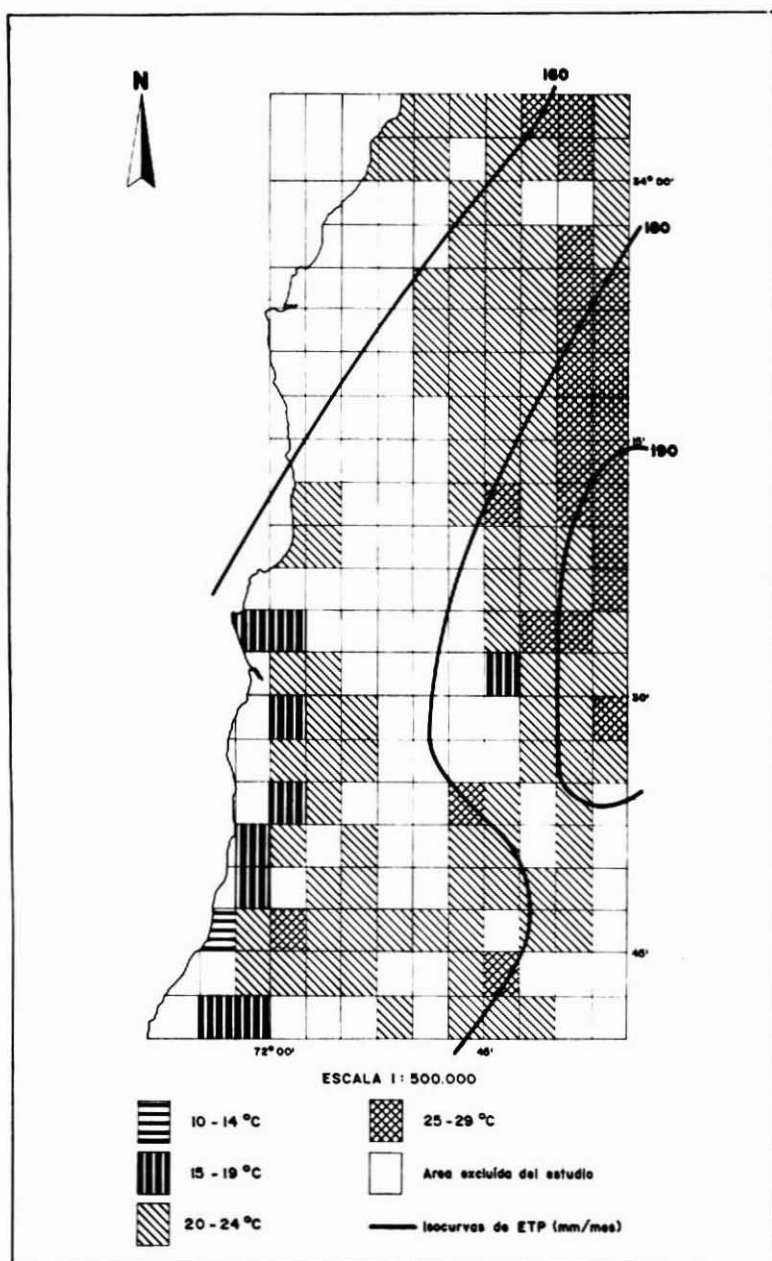 N
160
34° 00'
180
15'
190
30'
45'
72° 00'
45'
ESCALA 1: 500.000
10 - 14 °C
25 - 29 °C
15 - 19 °C
Area excluída del estudio
20 - 24 °C
Isocurvas de ETP (mm/mes)